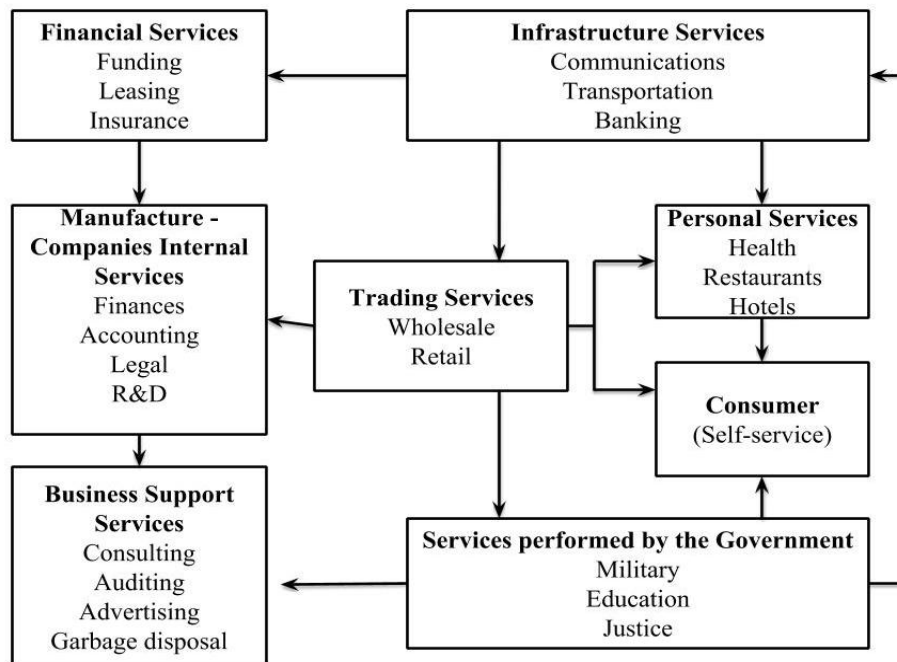 Financial Services
Funding
Leasing
Insurance
Infrastructure Services
Communications
Transportation
Banking
Manufacture -
Companies Internal
Services
Finances
Accounting
Legal
R&D
Trading Services
Wholesale
Retail
Personal Services
Health
Restaurants
Hotels
Consumer
(Self-service)
Business Support
Services
Consulting
Auditing
Advertising
Garbage disposal
Services performed by the Government
Military
Education
Justice